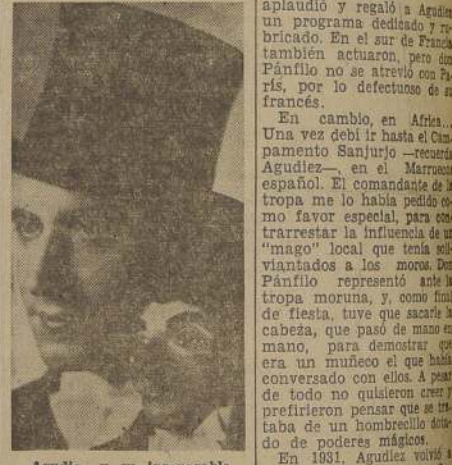 aplaudió y regaló a Agudiez
un programa dedicado y ru-
bricado. En el sur de Francia
también actuaron, pero don
Pánfilo no se atrevió con Pa-
rís, por lo defectuoso de su
francés.
En cambio, en Africa...
Una vez debí ir hasta el Cam-
pamento Sanjurjo —recuerda
Agudiez—, en el Marruecos
español. El comandante de la
tropa me lo había pedido co-
mo favor especial, para con-
trarrestar la influencia de un
"mago" local que tenía soli-
viantados a los moros. Don
Pánfilo representó ante la
tropa moruna, y, como final
de fiesta, tuve que sacarle la
cabeza, que pasó de mano en
mano, para demostrar que
era un muñeco el que había
conversado con ellos. A pesar
de todo no quisieron creer y
prefirieron pensar que se tra-
taba de un hombrecillo dota-
do de poderes mágicos.
En 1931, Agudiez volvió a